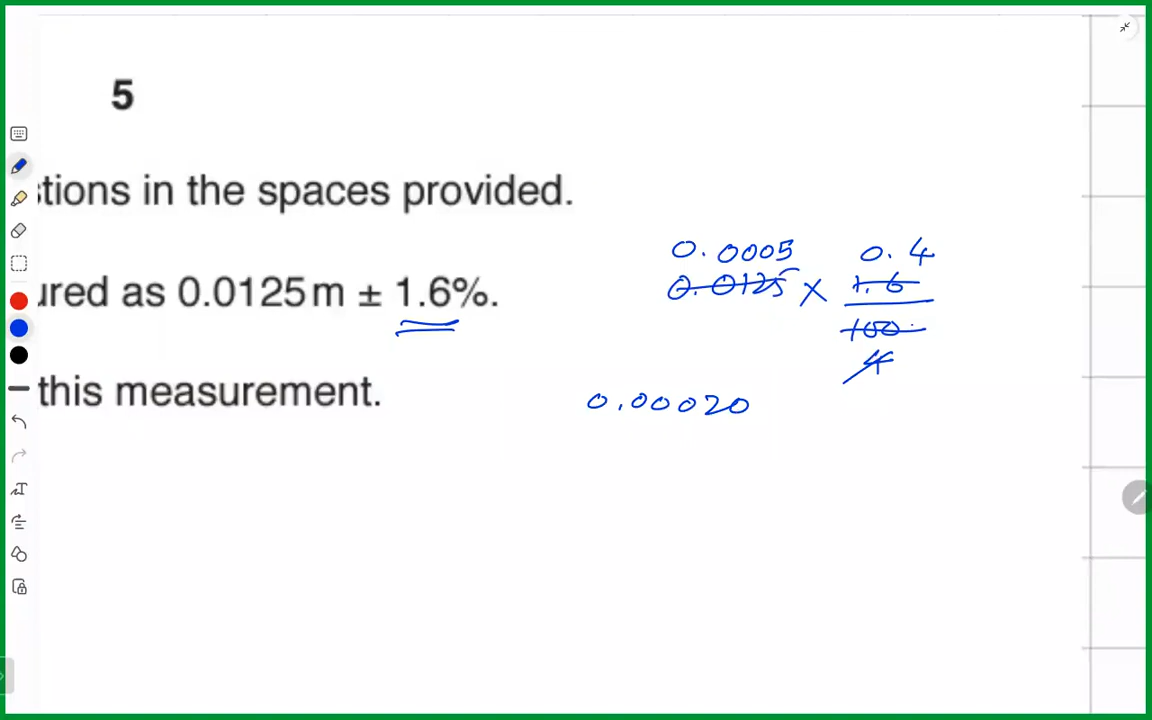 5
stions in the spaces provided.
0.0005 0.4
ured as 0.0125 m ± 1.6%.
0.0125 × 1.6
100
4
this measurement.
0.00020